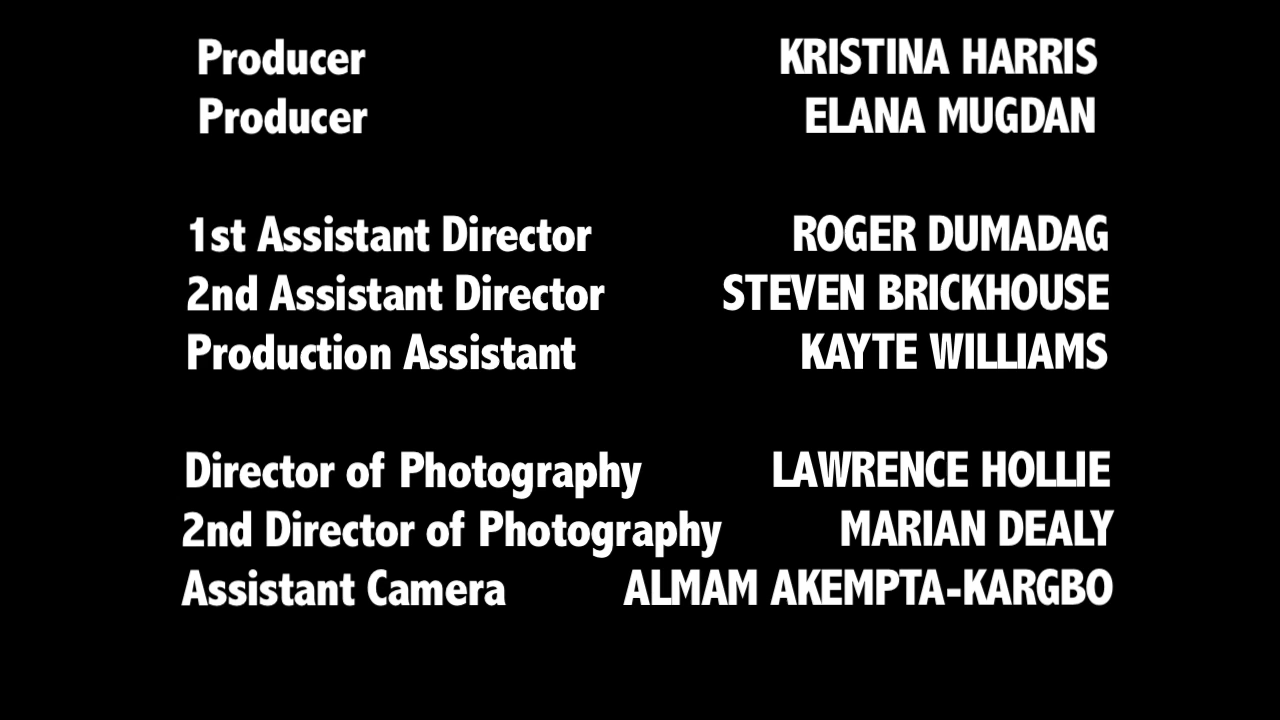 Producer KRISTINA HARRIS
Producer ELANA MUGDAN
1st Assistant Director ROGER DUMADAG
2nd Assistant Director STEVEN BRICKHOUSE
Production Assistant KAYTE WILLIAMS
Director of Photography LAWRENCE HOLLIE
2nd Director of Photography MARIAN DEALY
Assistant Camera ALMAM AKEMPTA-KARGBO